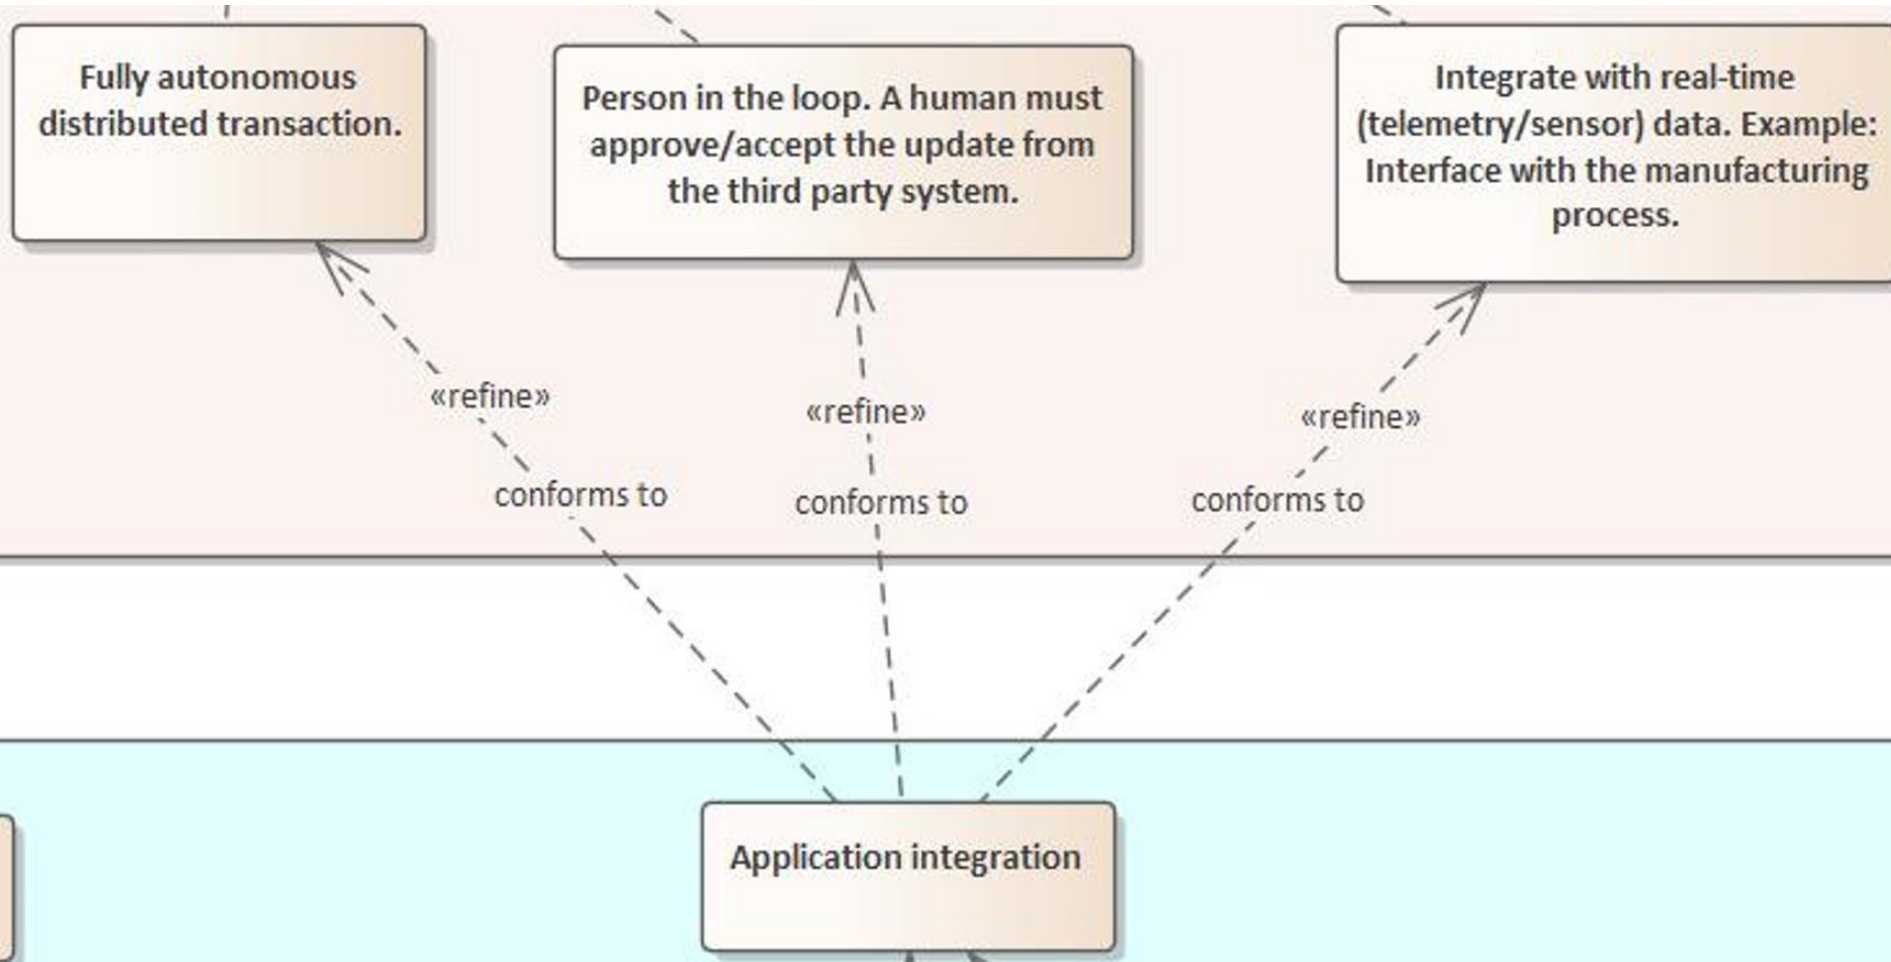 Fully autonomous
distributed transaction.
Person in the loop. A human must
approve/accept the update from
the third party system.
Integrate with real-time
(telemetry/sensor) data. Example:
Interface with the manufacturing
process.
«refine»
«refine»
«refine»
conforms to
conforms to
conforms to
Application integration